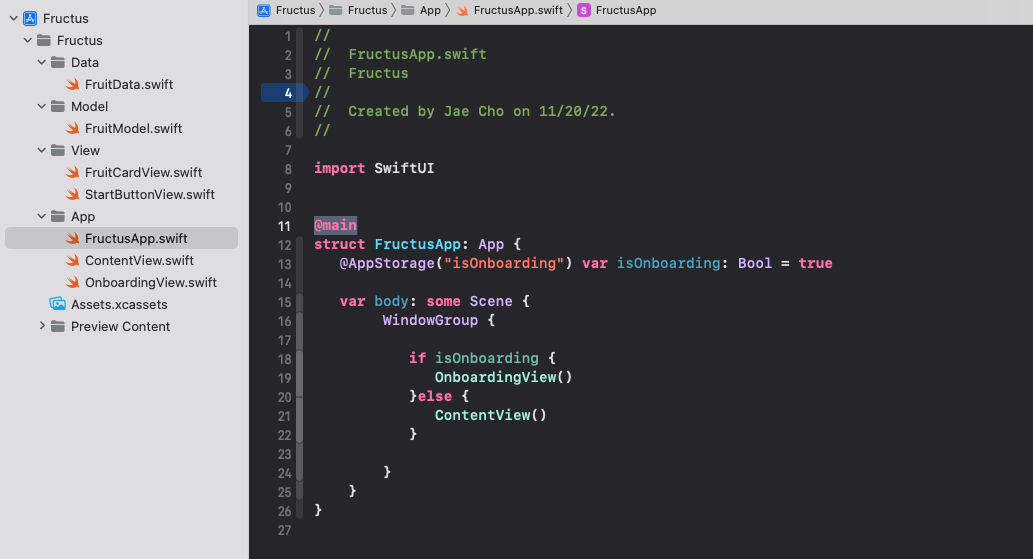 Fructus
Fructus
Data
FruitData.swift
Model
FruitModel.swift
View
FruitCardView.swift
StartButtonView.swift
App
FructusApp.swift
ContentView.swift
OnboardingView.swift
Assets.xcassets
Preview Content
Fructus Fructus App FructusApp.swift S FructusApp
1 //
2 //  FructusApp.swift
3 //  Fructus
4 //
5 //  Created by Jae Cho on 11/20/22.
6 //
7
8 import SwiftUI
9
10
11 @main
12 struct FructusApp: App {
13    @AppStorage("isOnboarding") var isOnboarding: Bool = true
14
15    var body: some Scene {
16         WindowGroup {
17
18            if isOnboarding {
19               OnboardingView()
20            }else {
21               ContentView()
22            }
23
24         }
25     }
26 }
27